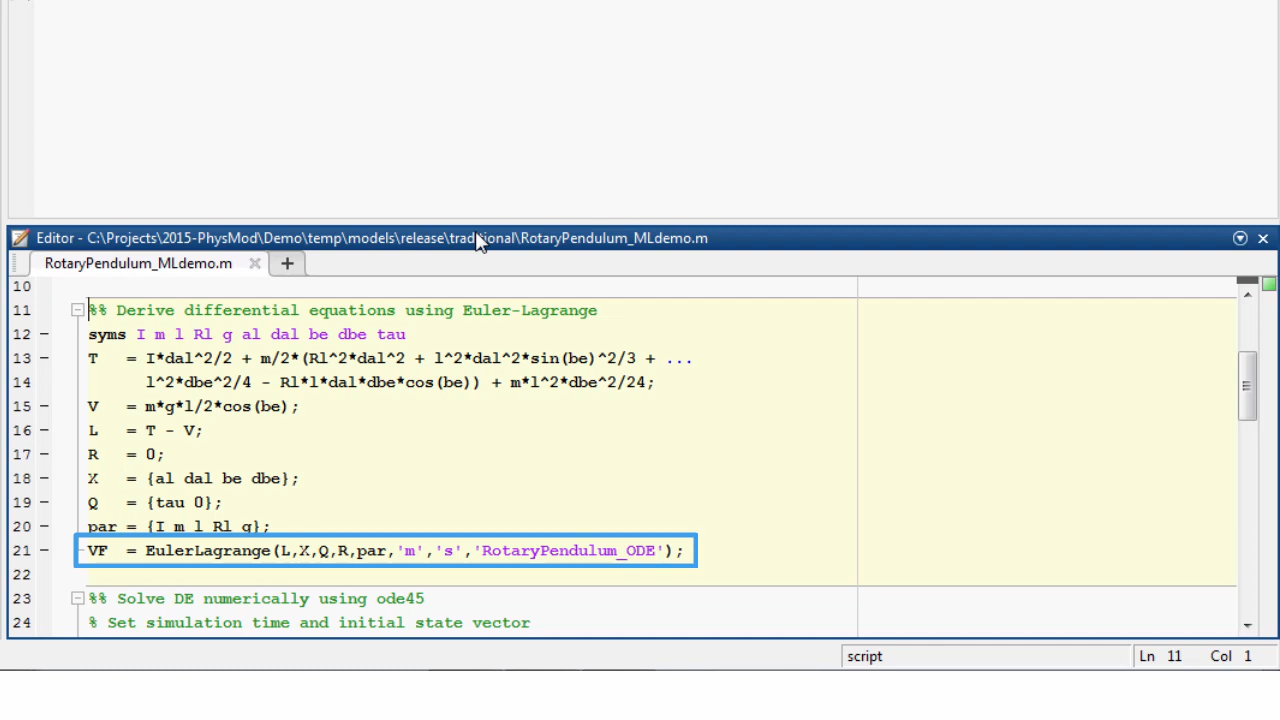 Editor - C:\Projects\2015-PhysMod\Demo\temp\models\release\traditional\RotaryPendulum_MLdemo.m
RotaryPendulum_MLdemo.m
10
11 %% Derive differential equations using Euler-Lagrange
12 – syms I m l Rl g al dal be dbe tau
13 – T = I*dal^2/2 + m/2*(Rl^2*dal^2 + l^2*dal^2*sin(be)^2/3 + ...
14 l^2*dbe^2/4 - Rl*l*dal*dbe*cos(be)) + m*l^2*dbe^2/24;
15 – V = m*g*l/2*cos(be);
16 – L = T - V;
17 – R = 0;
18 – X = {al dal be dbe};
19 – Q = {tau 0};
20 – par = {I m l Rl g};
21 – VF = EulerLagrange(L,X,Q,R,par,'m','s','RotaryPendulum_ODE');
22
23 %% Solve DE numerically using ode45
24 % Set simulation time and initial state vector
script Ln 11 Col 1